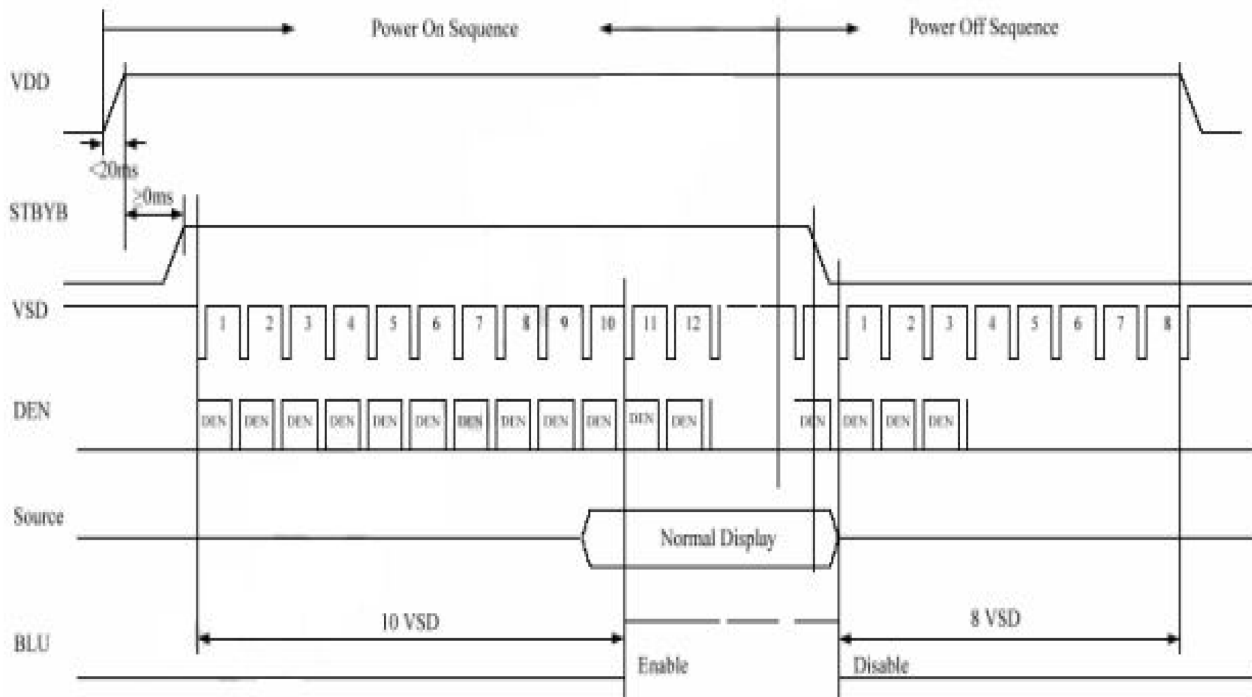 Power On Sequence
Power Off Sequence
VDD
<20ms
≥0ms
STBYB
VSD
1 2 3 4 5 6 7 8 9 10 11 12 1 2 3 4 5 6 7 8
DEN
DEN DEN DEN DEN DEN DEN DEN DEN DEN DEN DEN DEN DEN DEN DEN DEN
Source
Normal Display
10 VSD
8 VSD
BLU
Enable
Disable